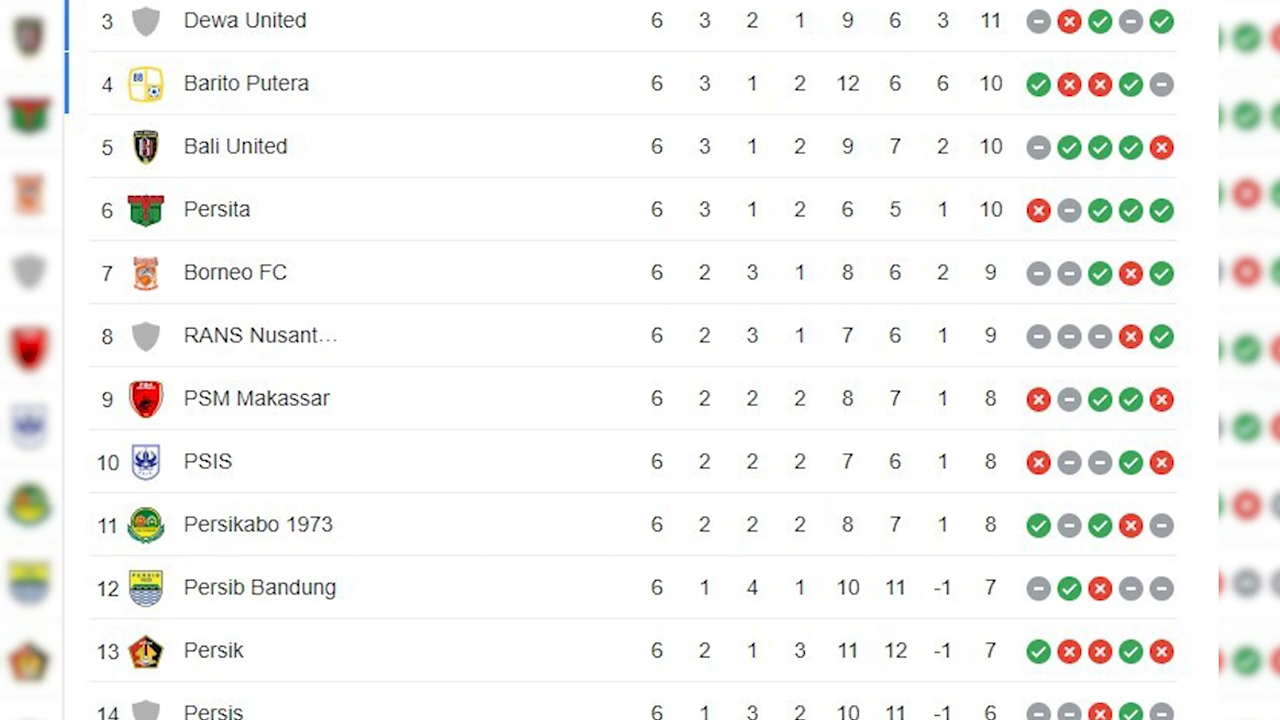 3 Dewa United 6 3 2 1 9 6 3 11
4 Barito Putera 6 3 1 2 12 6 6 10
5 Bali United 6 3 1 2 9 7 2 10
6 Persita 6 3 1 2 6 5 1 10
7 Borneo FC 6 2 3 1 8 6 2 9
8 RANS Nusant... 6 2 3 1 7 6 1 9
9 PSM Makassar 6 2 2 2 8 7 1 8
10 PSIS 6 2 2 2 7 6 1 8
11 Persikabo 1973 6 2 2 2 8 7 1 8
12 Persib Bandung 6 1 4 1 10 11 -1 7
13 Persik 6 2 1 3 11 12 -1 7
14 Persis 6 1 3 2 10 11 -1 6